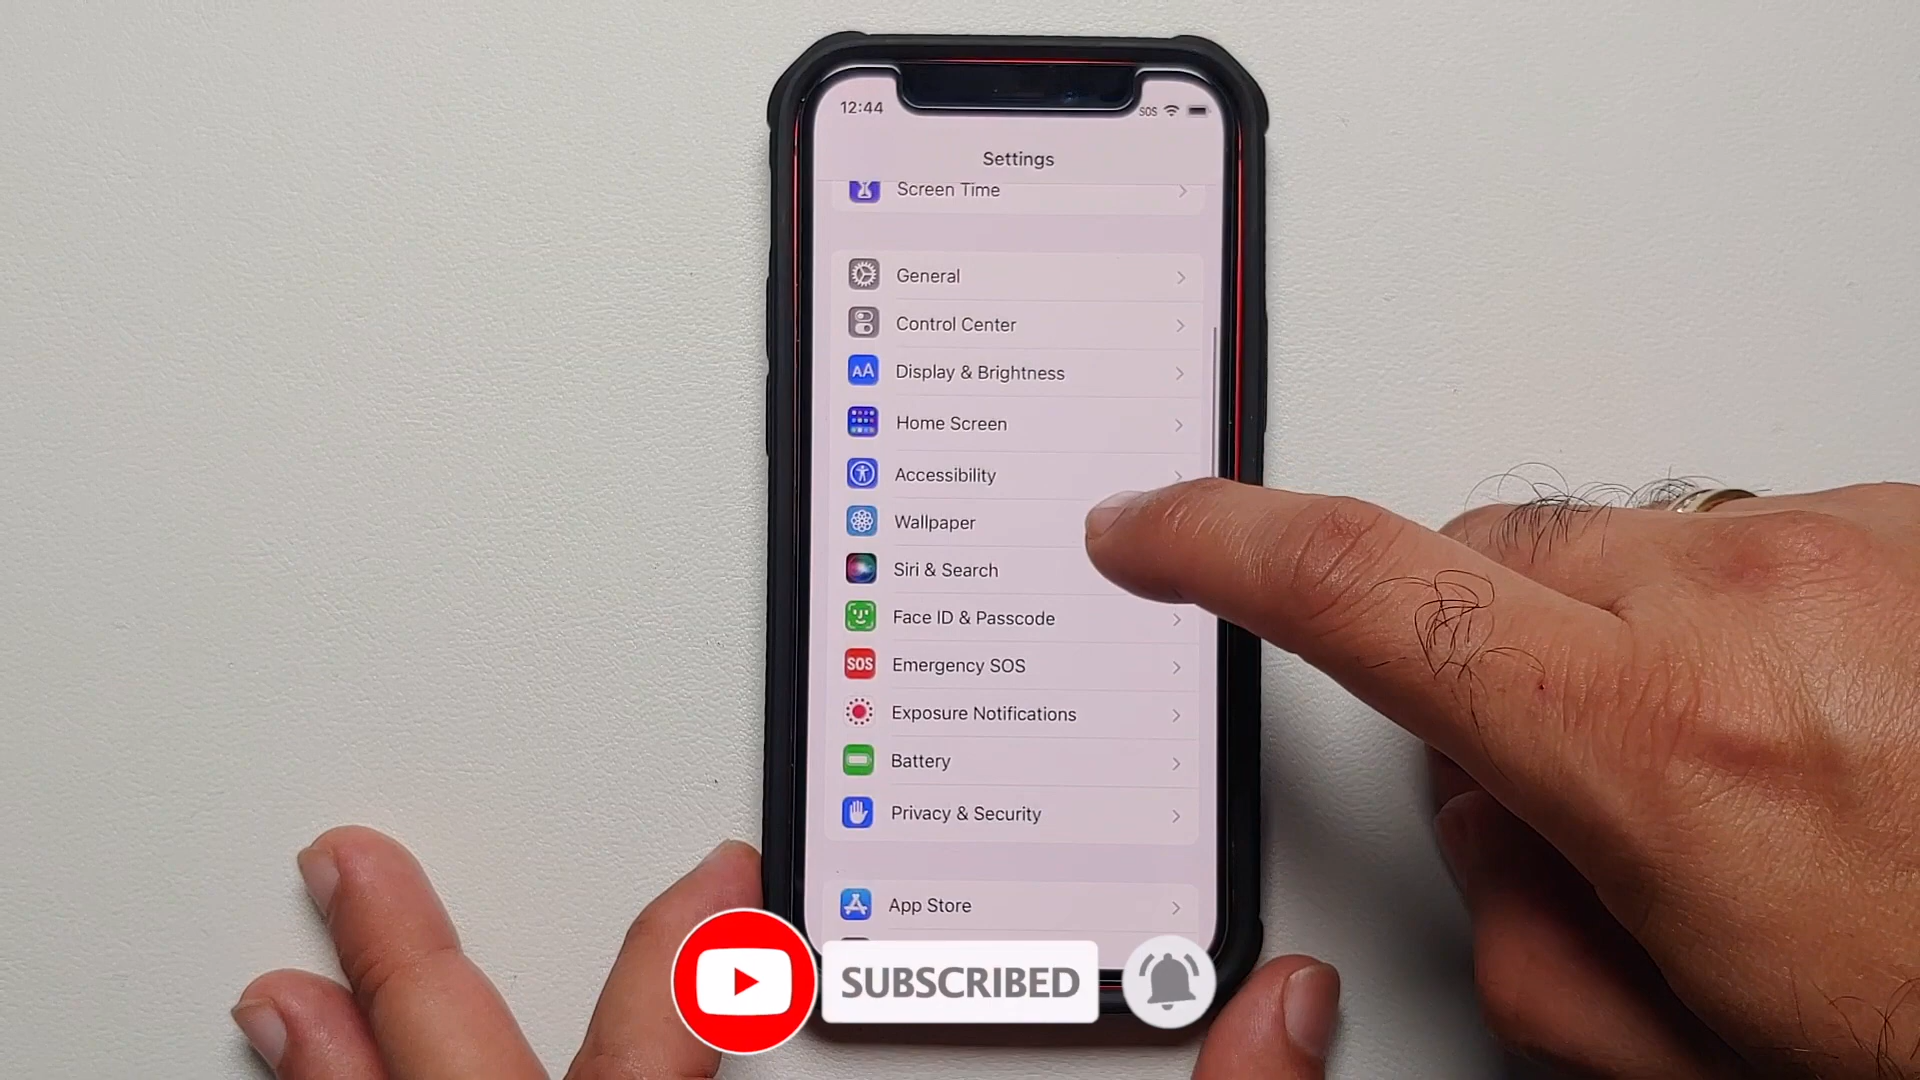 12:44
SOS
Settings
Screen Time
General
Control Center
AA
Display & Brightness
Home Screen
Accessibility
Wallpaper
Siri & Search
Face ID & Passcode
SOS
Emergency SOS
Exposure Notifications
Battery
Privacy & Security
App Store
SUBSCRIBED